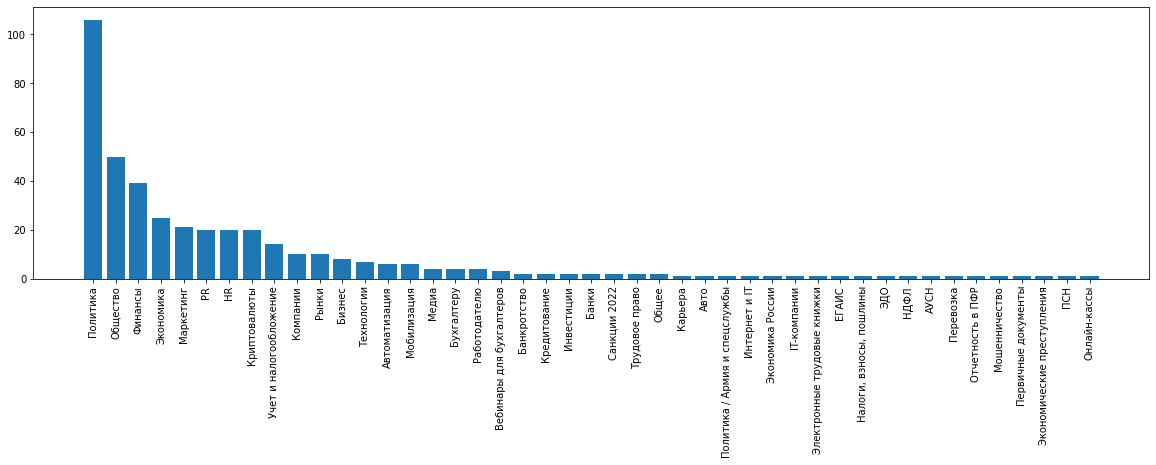 100
80
60
40
20
0
Политика
Общество
Финансы
Экономика
Маркетинг
PR
HR
Криптовалюты
Учет и налогообложение
Компании
Рынки
Бизнес
Технологии
Автоматизация
Мобилизация
Медиа
Бухгалтеру
Работодателю
Вебинары для бухгалтеров
Банкротство
Кредитование
Инвестиции
Банки
Санкции 2022
Трудовое право
Общее
Карьера
Авто
Политика / Армия и спецслужбы
Интернет и IT
Экономика России
IT-компании
Электронные трудовые книжки
ЕГАИС
Налоги, взносы, пошлины
ЭДО
НДФЛ
АУСН
Перевозка
Отчетность в ПФР
Мошенничество
Первичные документы
Экономические преступления
ПСН
Онлайн-кассы